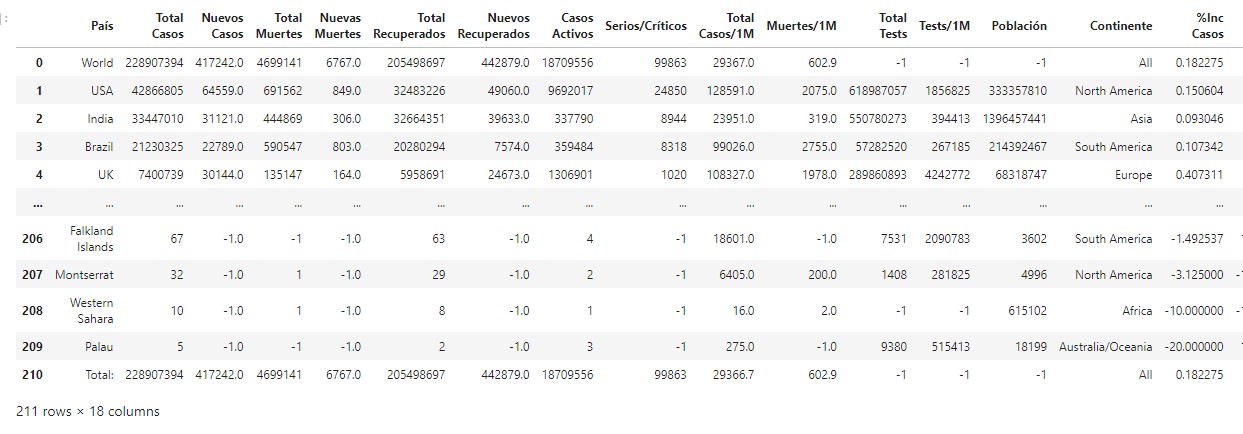 ]:
País Total Casos Nuevos Casos Total Muertes Nuevas Muertes Total Recuperados Nuevos Recuperados Casos Activos Serios/Críticos Total Casos/1M Muertes/1M Total Tests Tests/1M Población Continente %Inc Casos
0 World 228907394 417242.0 4699141 6767.0 205498697 442879.0 18709556 99863 29367.0 602.9 -1 -1 -1 All 0.182275
1 USA 42866805 64559.0 691562 849.0 32483226 49060.0 9692017 24850 128591.0 2075.0 618987057 1856825 333357810 North America 0.150604
2 India 33447010 31121.0 444869 306.0 32664351 39633.0 337790 8944 23951.0 319.0 550780273 394413 1396457441 Asia 0.093046
3 Brazil 21230325 22789.0 590547 803.0 20280294 7574.0 359484 8318 99026.0 2755.0 57282520 267185 214392467 South America 0.107342
4 UK 7400739 30144.0 135147 164.0 5958691 24673.0 1306901 1020 108327.0 1978.0 289860893 4242772 68318747 Europe 0.407311
... ... ... ... ... ... ... ... ... ... ... ... ... ... ... ... ...
206 Falkland Islands 67 -1.0 -1 -1.0 63 -1.0 4 -1 18601.0 -1.0 7531 2090783 3602 South America -1.492537
207 Montserrat 32 -1.0 1 -1.0 29 -1.0 2 -1 6405.0 200.0 1408 281825 4996 North America -3.125000
208 Western Sahara 10 -1.0 1 -1.0 8 -1.0 1 -1 16.0 2.0 -1 -1 615102 Africa -10.000000
209 Palau 5 -1.0 -1 -1.0 2 -1.0 3 -1 275.0 -1.0 9380 515413 18199 Australia/Oceania -20.000000
210 Total: 228907394 417242.0 4699141 6767.0 205498697 442879.0 18709556 99863 29366.7 602.9 -1 -1 -1 All 0.182275
211 rows × 18 columns